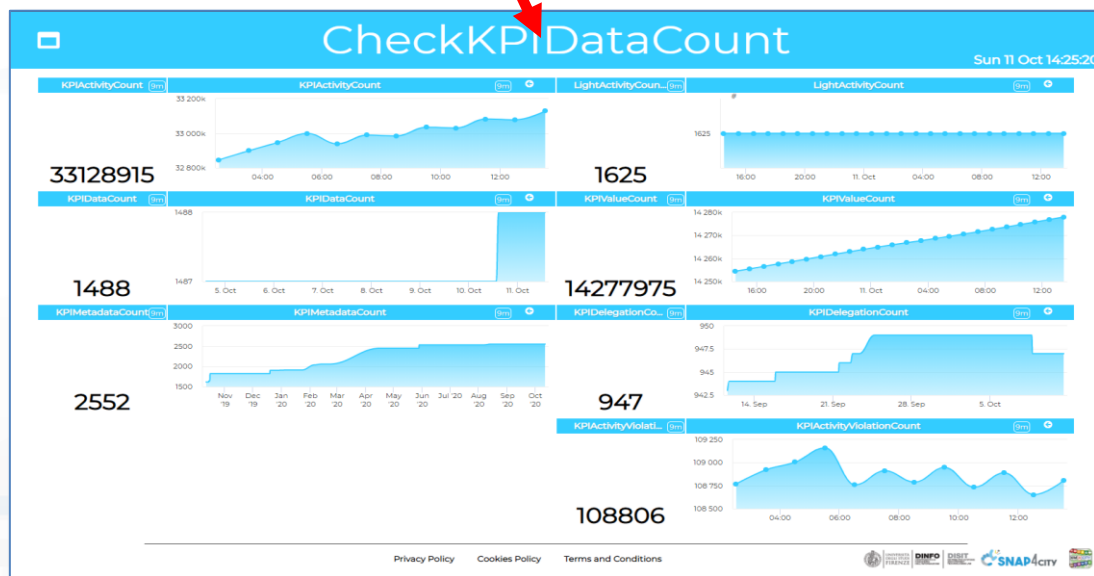 CheckKPIDataCount
Sun 11 Oct 14:25:20
KPIActivityCount 9m
KPIActivityCount 9m
LightActivityCoun... 9m
LightActivityCount 9m
33128915
33 200k
33 000k
32 800k
04:00 06:00 08:00 10:00 12:00
1625
1625
16:00 20:00 11. Oct 04:00 08:00 12:00
KPIDataCount 9m
KPIDataCount 9m
KPIValueCount 9m
KPIValueCount 9m
1488
1488
1487
5. Oct 6. Oct 7. Oct 8. Oct 9. Oct 10. Oct 11. Oct
14277975
14 280k
14 270k
14 260k
14 250k
16:00 20:00 11. Oct 04:00 08:00 12:00
KPIMetadataCount 9m
KPIMetadataCount 9m
KPIDelegationCo... 9m
KPIDelegationCount 9m
2552
3000
2500
2000
1500
Nov '19 Dec '19 Jan '20 Feb '20 Mar '20 Apr '20 May '20 Jun '20 Jul '20 Aug '20 Sep '20 Oct '20
947
950
947.5
945
942.5
14. Sep 21. Sep 28. Sep 5. Oct
KPIActivityViolati... 9m
KPIActivityViolationCount 9m
108806
109 250
109 000
108 750
108 500
04:00 06:00 08:00 10:00 12:00
Privacy Policy Cookies Policy Terms and Conditions
UNIVERSITÀ DEGLI STUDI FIRENZE DINFO DISIT SNAP4CITY